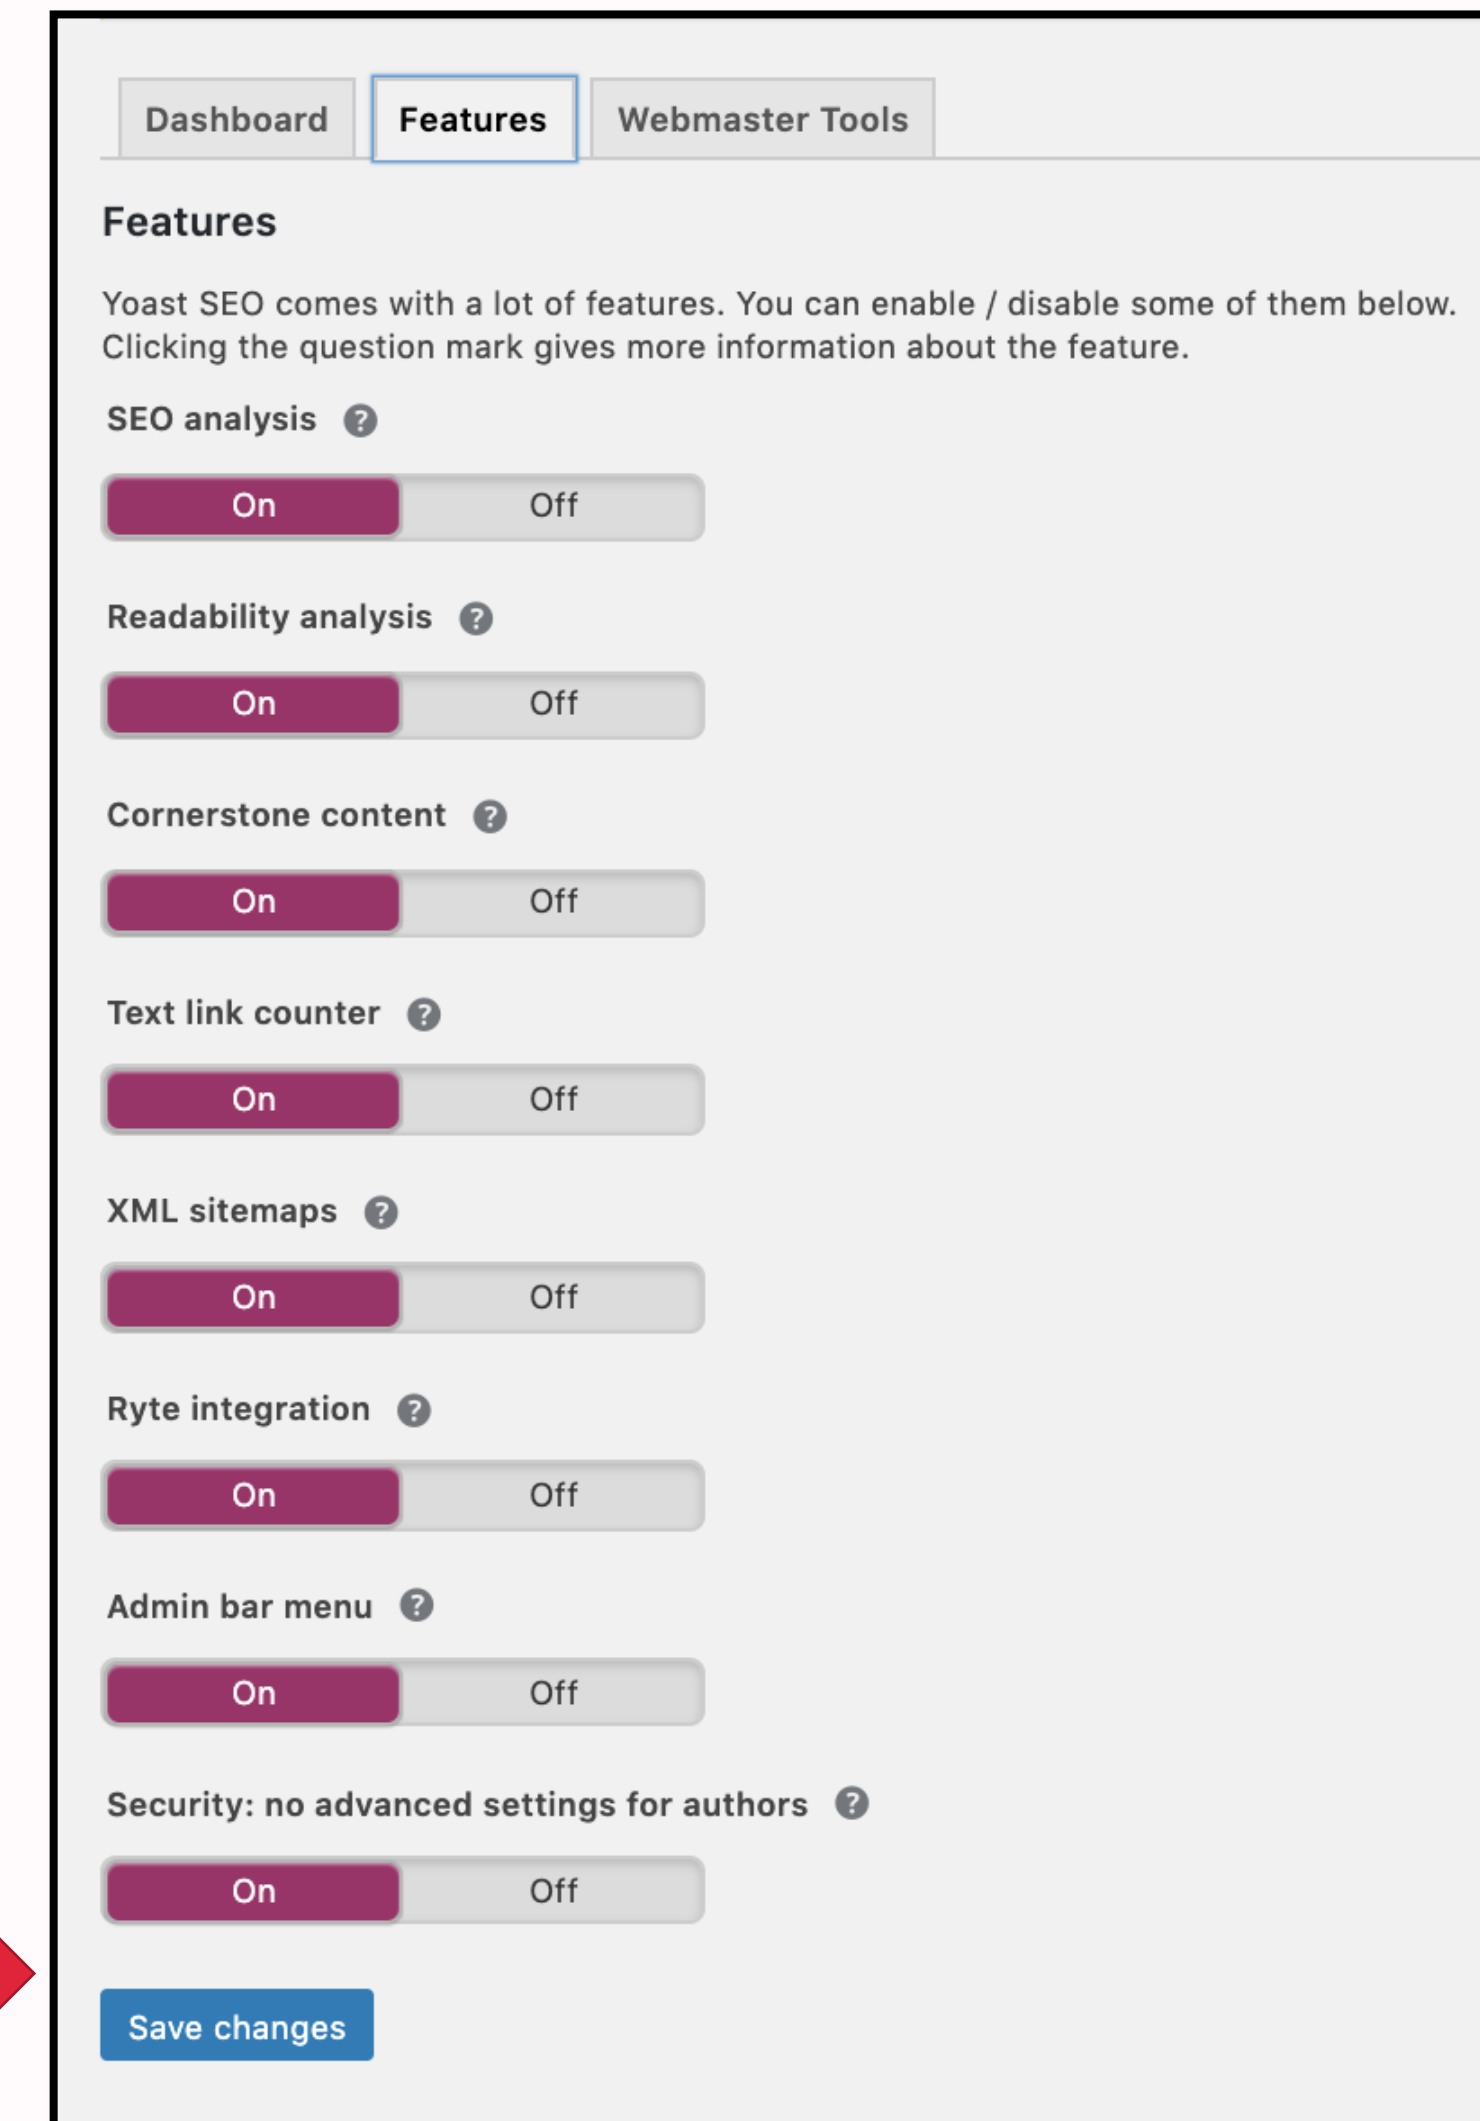 Dashboard Features Webmaster Tools
Features
Yoast SEO comes with a lot of features. You can enable / disable some of them below.
Clicking the question mark gives more information about the feature.
SEO analysis ?
On Off
Readability analysis ?
On Off
Cornerstone content ?
On Off
Text link counter ?
On Off
XML sitemaps ?
On Off
Ryte integration ?
On Off
Admin bar menu ?
On Off
Security: no advanced settings for authors ?
On Off
Save changes